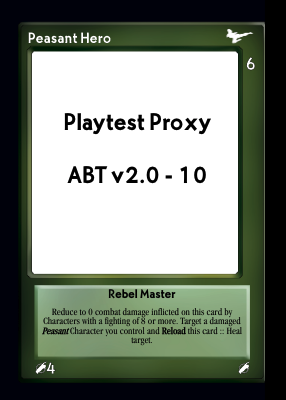 Peasant Hero
6
Playtest Proxy
ABT v2.0 - 10
Rebel Master
Reduce to 0 combat damage inflicted on this card by
Characters with a fighting of 8 or more. Target a damaged
Peasant Character you control and Reload this card :: Heal
target.
4